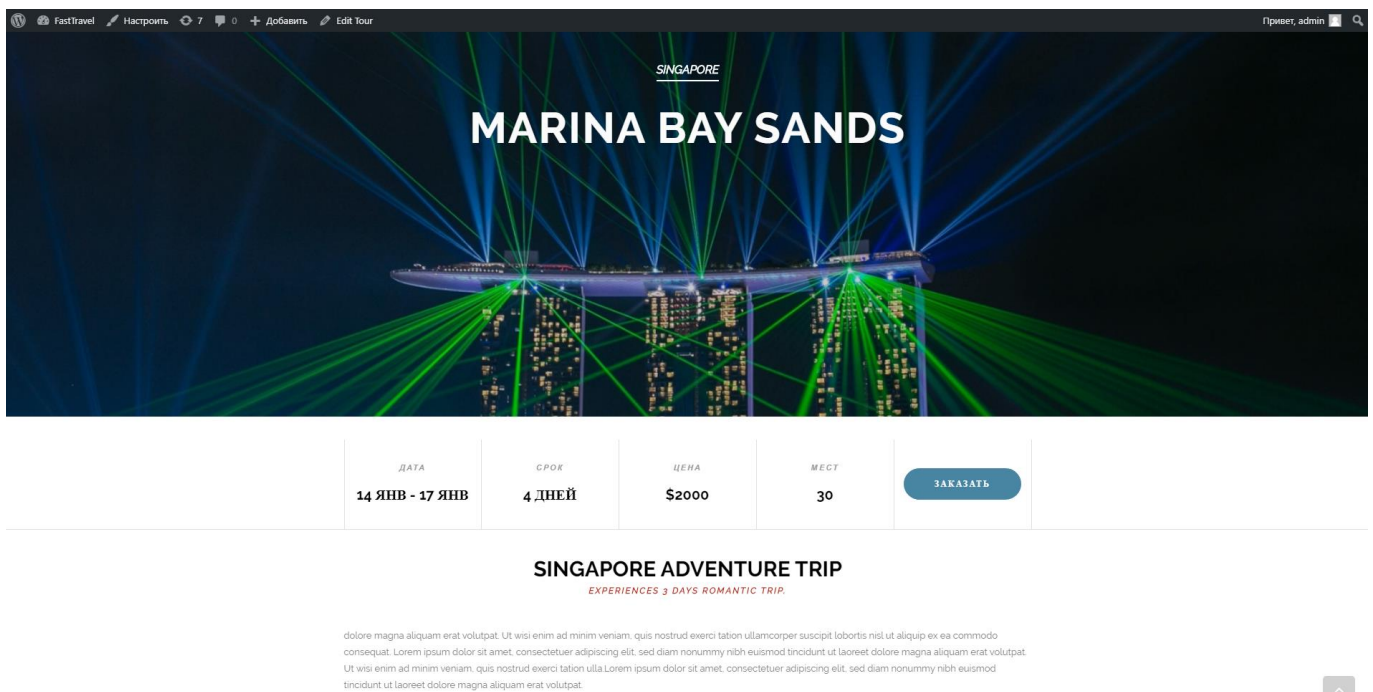 FastTravel Настроить 7 0 Добавить Edit Tour Привет, admin
SINGAPORE
MARINA BAY SANDS
ДАТА СРОК ЦЕНА МЕСТ
14 ЯНВ - 17 ЯНВ 4 ДНЕЙ $2000 30 ЗАКАЗАТЬ
SINGAPORE ADVENTURE TRIP
EXPERIENCES 3 DAYS ROMANTIC TRIP.
dolore magna aliquam erat volutpat. Ut wisi enim ad minim veniam, quis nostrud exerci tation ullamcorper suscipit lobortis nisl ut aliquip ex ea commodo
consequat. Lorem ipsum dolor sit amet, consectetuer adipiscing elit, sed diam nonummy nibh euismod tincidunt ut laoreet dolore magna aliquam erat volutpat.
Ut wisi enim ad minim veniam, quis nostrud exerci tation ulla.Lorem ipsum dolor sit amet, consectetuer adipiscing elit, sed diam nonummy nibh euismod
tincidunt ut laoreet dolore magna aliquam erat volutpat.